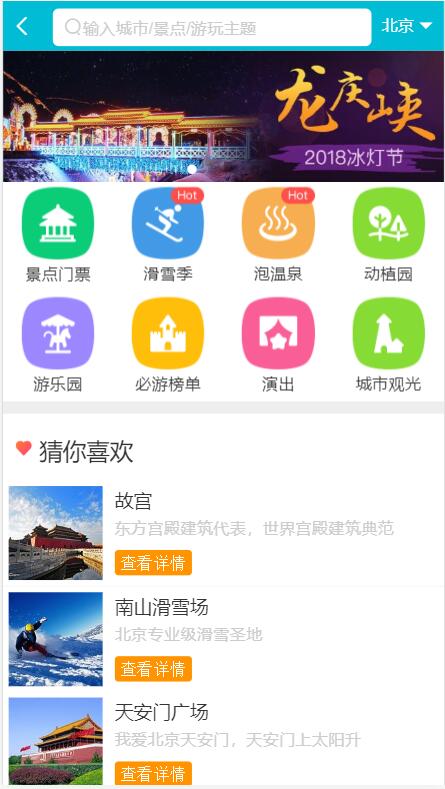 输入城市/景点/游玩主题
北京
龙庆峡
2018冰灯节
Hot
Hot
景点门票
滑雪季
泡温泉
动植园
游乐园
必游榜单
演出
城市观光
猜你喜欢
故宫
东方宫殿建筑代表，世界宫殿建筑典范
查看详情
南山滑雪场
北京专业级滑雪圣地
查看详情
天安门广场
我爱北京天安门，天安门上太阳升
查看详情